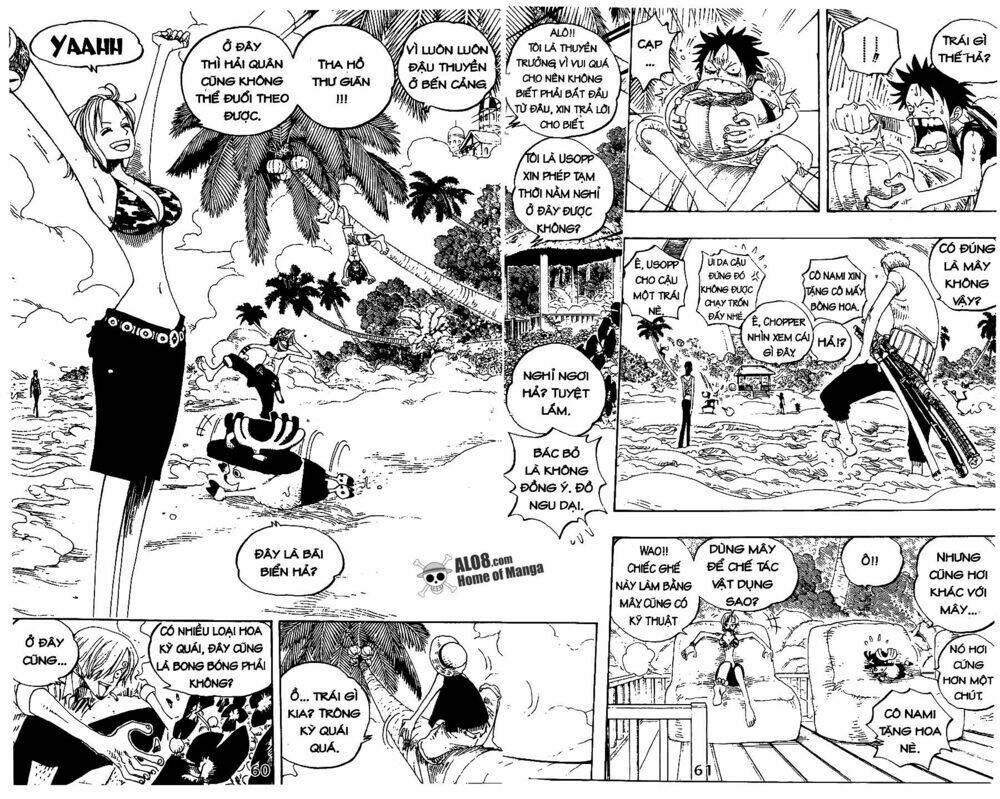 YAAHH
Ở ĐÂY
THÌ HẢI QUÂN
CŨNG KHÔNG
THỂ ĐUỔI THEO
ĐƯỢC.
THA HỒ
THƯ GIÃN
!!!
VÌ LUÔN LUÔN
ĐẬU THUYỀN
Ở BẾN CẢNG
ĐÂY LÀ BÃI
BIỂN HẢ?
AL08.com
Home of Manga
Ở ĐÂY
CŨNG...
CÓ NHIỀU LOẠI HOA
KỲ QUÁI, ĐÂY CŨNG
LÀ BONG BÓNG PHẢI
KHÔNG?
60
Ồ... TRÁI GÌ
KIA? TRÔNG
KỲ QUÁI
QUÁ.
ALÔ!!
TÔI LÀ THUYỀN
TRƯỞNG VÌ VUI QUÁ
CHO NÊN KHÔNG
BIẾT PHẢI BẮT ĐẦU
TỪ ĐÂU, XIN TRẢ LỜI
CHO BIẾT.
TÔI LÀ USOPP
XIN PHÉP TẠM
THỜI NẰM NGHỈ
Ở ĐÂY ĐƯỢC
KHÔNG?
NGHỈ NGƠI
HẢ? TUYỆT
LẮM.
BÁC BỎ
LÀ KHÔNG
ĐỒNG Ý. ĐỒ
NGU DẠI.
CẠP
...
!!
TRÁI GÌ
THẾ HẢ?
Ê, USOPP
CHO CẬU
MỘT TRÁI
NÈ.
UI DA CẬU
ĐỨNG ĐÓ
KHÔNG ĐƯỢC
CHẠY TRỐN
ĐẤY NHÉ.
Ê, CHOPPER
NHÌN XEM CÁI
GÌ ĐÂY.
CÔ NAMI XIN
TẶNG CÔ MẤY
BÔNG HOA.
HẢ!?
CÓ ĐÚNG
LÀ MÂY
KHÔNG
VẬY?
WAO!!
CHIẾC GHẾ
NÀY LÀM BẰNG
MÂY CŨNG CÓ
KỸ THUẬT
DÙNG MÂY
ĐỂ CHẾ TÁC
VẬT DỤNG
SAO?
Ô!!
NHƯNG
CŨNG HƠI
KHÁC VỚI
MÂY...
NÓ HƠI
CỨNG
HƠN MỘT
CHÚT.
CÔ NAMI
TẶNG HOA
NÈ.
61